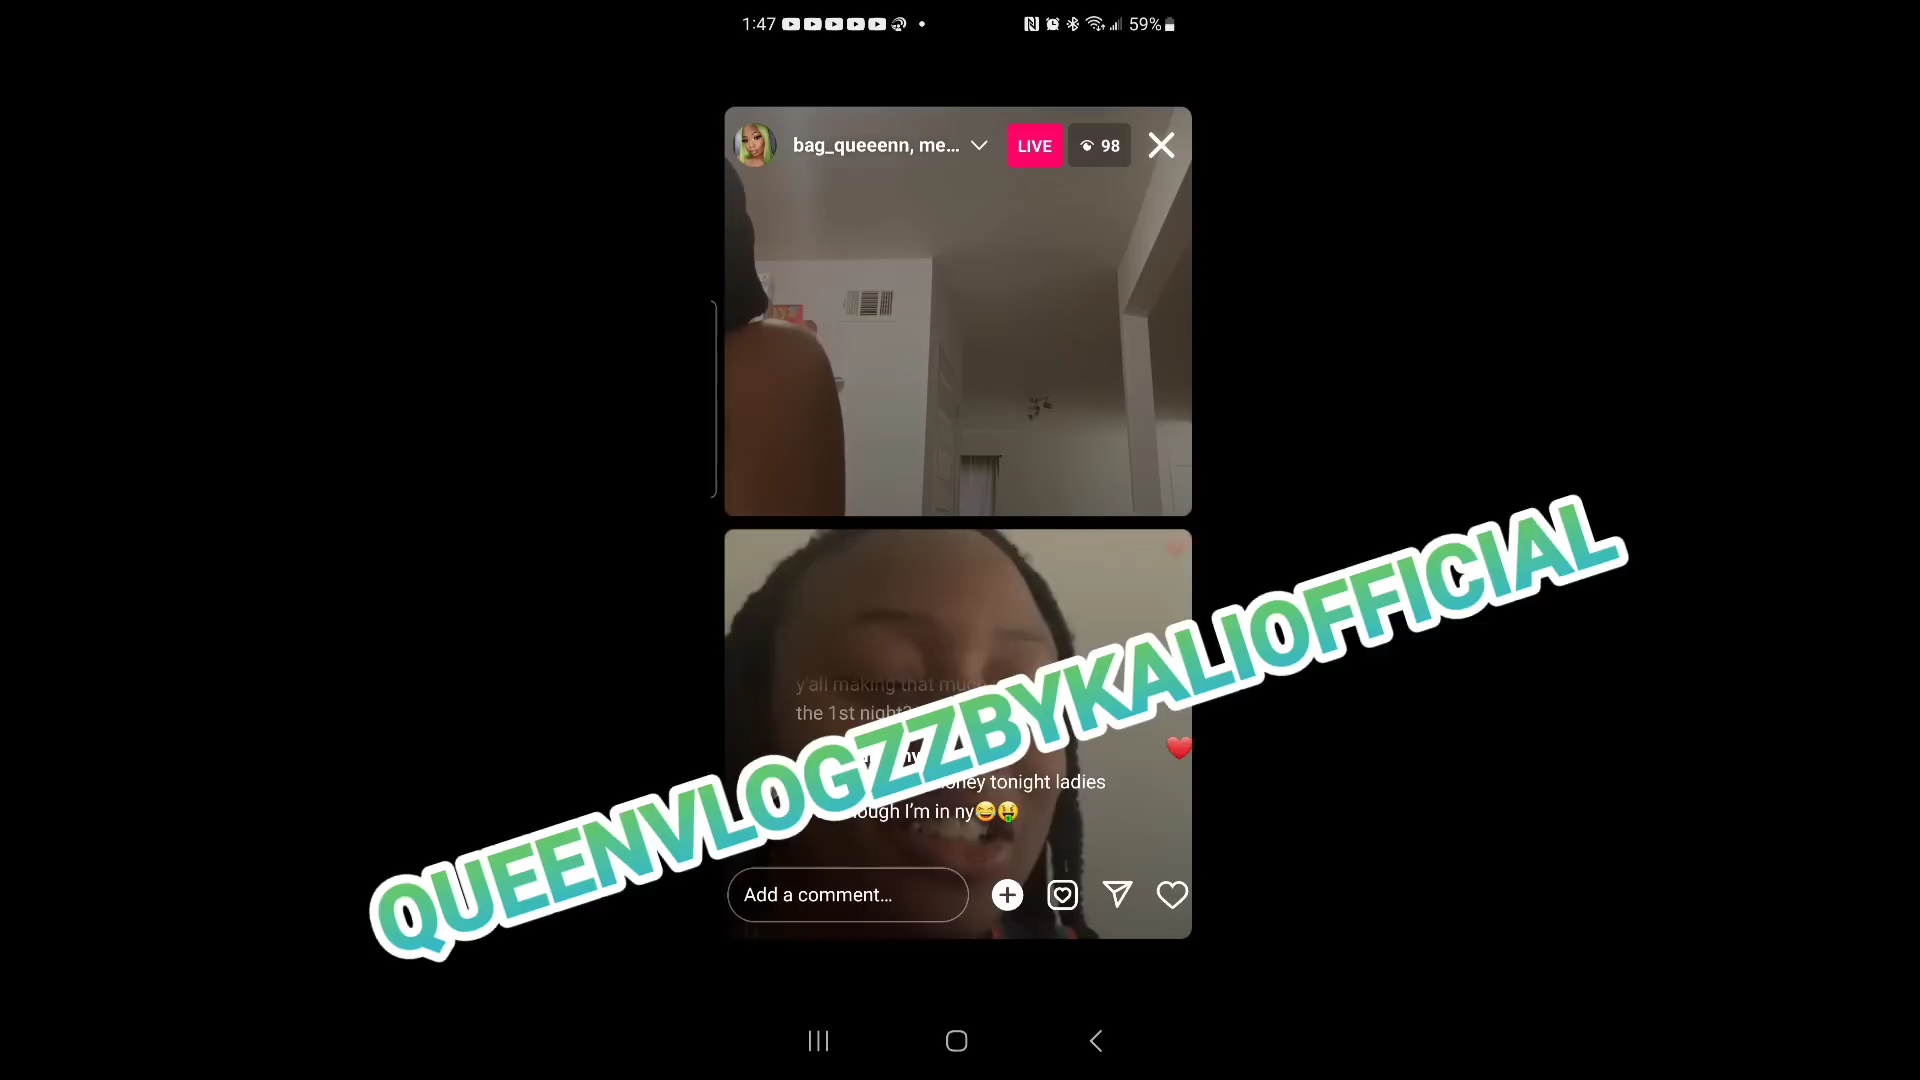 1:47
59%
bag_queeenn, me...
LIVE
98
y'all making that much
the 1st night
ney tonight ladies
ough I'm in ny😂🤑
QUEENVLOGZZBYKALIOFFICIAL
Add a comment...